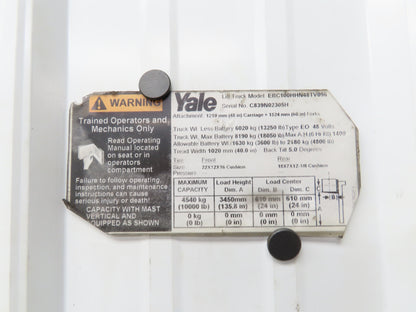 WARNING
Trained Operators and
Mechanics Only
Read Operating
Manual located
on seat or in
operators
compartment
Failure to follow operating,
inspection, and maintenance
instructions can cause
serious injury or death!
CAPACITY WITH MAST
VERTICAL AND
EQUIPPED AS SHOWN
Yale
Lift Truck Model
Serial No. C839N02305H
Attachment. 1219 mm (48 in) Carriage + 1524 mm (60 in) Forks
Truck Wt. Less Battery 6020 kg (13250 lb) Type EO 48 Volts
Truck Wt. Max Battery 8190 kg (18050 lb) Max A.H. (6 Hr R) 1400
Allowable Battery Wt./1630 kg (3600 lb) to 2180 kg (4800 lb)
Tread Width 1020 mm (40.0 in) Back Tilt 5.0 Degrees
Tire Front Rear
Size 22X12X16 Cushion 18X7X12-1/8 Cushion
Pressure
MAXIMUM CAPACITY Load Height Dim. A Load Center Dim. B Dim. C
4540 kg (10000 lb) 3450mm (135.8 in) 610 mm (24 in) 610 mm (24 in)
0 kg (0 lb) 0 mm (0 in) 0 mm (0 in) 0 mm (0 in)
A
B
C